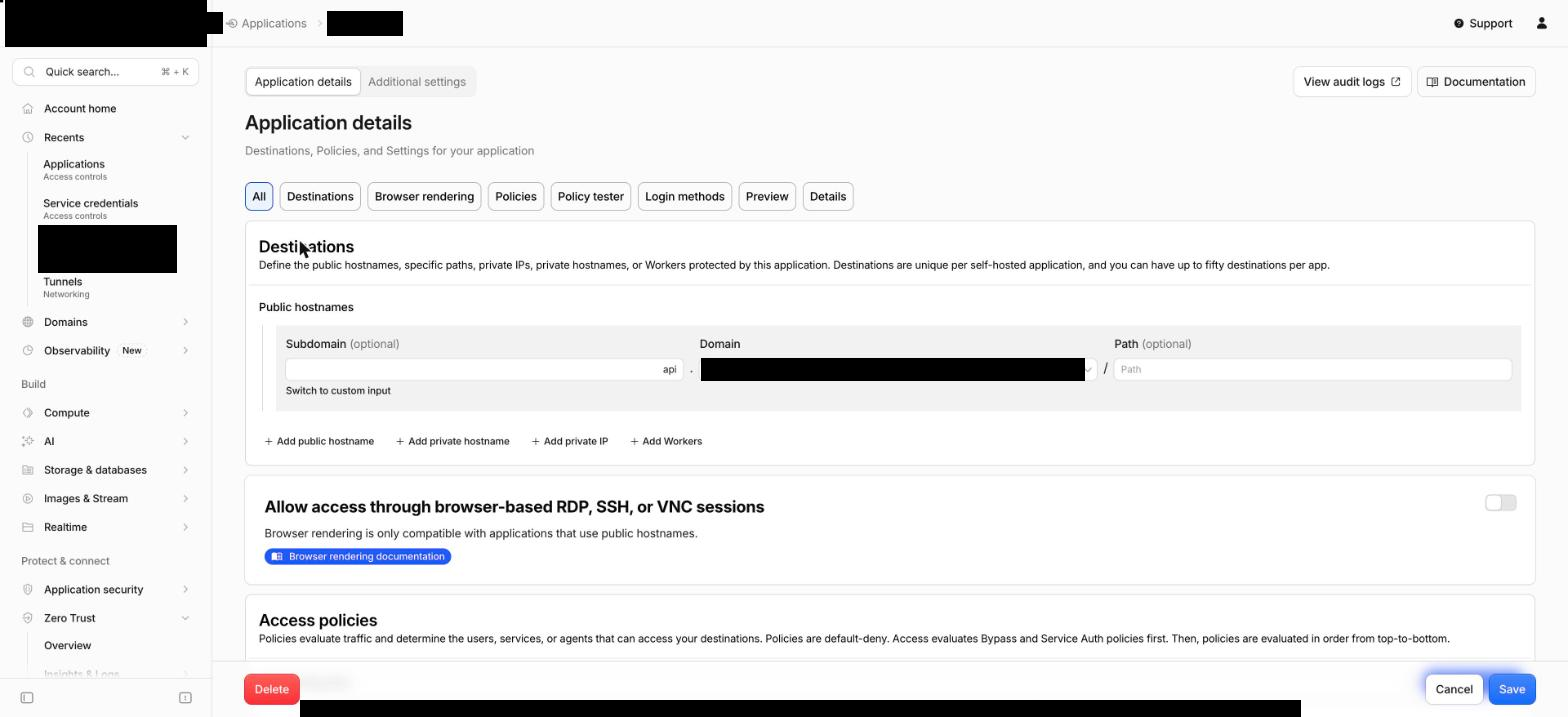 Applications
Support
Quick search...
⌘ + K
Application details
Additional settings
View audit logs
Documentation
Account home
Application details
Recents
Destinations, Policies, and Settings for your application
Applications
Access controls
All
Destinations
Browser rendering
Policies
Policy tester
Login methods
Preview
Details
Service credentials
Access controls
Destinations
Define the public hostnames, specific paths, private IPs, private hostnames, or Workers protected by this application. Destinations are unique per self-hosted application, and you can have up to fifty destinations per app.
Tunnels
Networking
Public hostnames
Domains
Subdomain (optional)
Domain
Path (optional)
Observability
New
api
.
/
Path
Switch to custom input
Build
Compute
AI
Add public hostname
Add private hostname
Add private IP
Add Workers
Storage & databases
Images & Stream
Allow access through browser-based RDP, SSH, or VNC sessions
Realtime
Browser rendering is only compatible with applications that use public hostnames.
Browser rendering documentation
Protect & connect
Application security
Zero Trust
Access policies
Policies evaluate traffic and determine the users, services, or agents that can access your destinations. Policies are default-deny. Access evaluates Bypass and Service Auth policies first. Then, policies are evaluated in order from top-to-bottom.
Overview
Insights & Logs
Delete
Cancel
Save